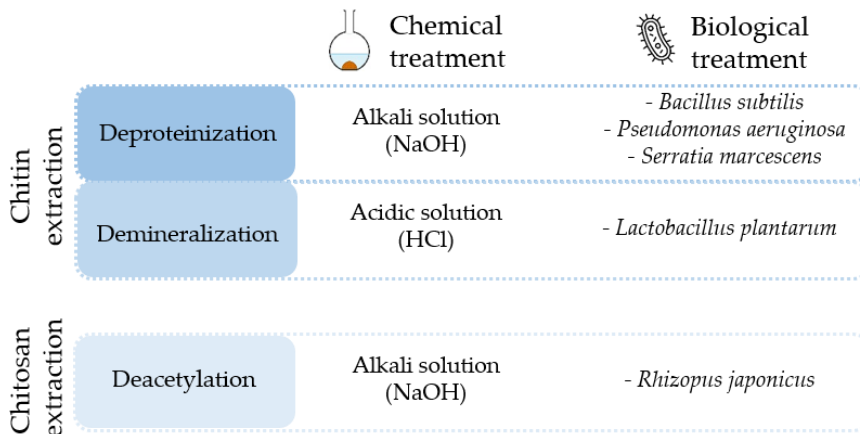 Chemical
treatment
Biological
treatment
Chitin
extraction
Deproteinization
Alkali solution
(NaOH)
- Bacillus subtilis
- Pseudomonas aeruginosa
- Serratia marcescens
Demineralization
Acidic solution
(HCl)
- Lactobacillus plantarum
Chitosan
extraction
Deacetylation
Alkali solution
(NaOH)
- Rhizopus japonicus